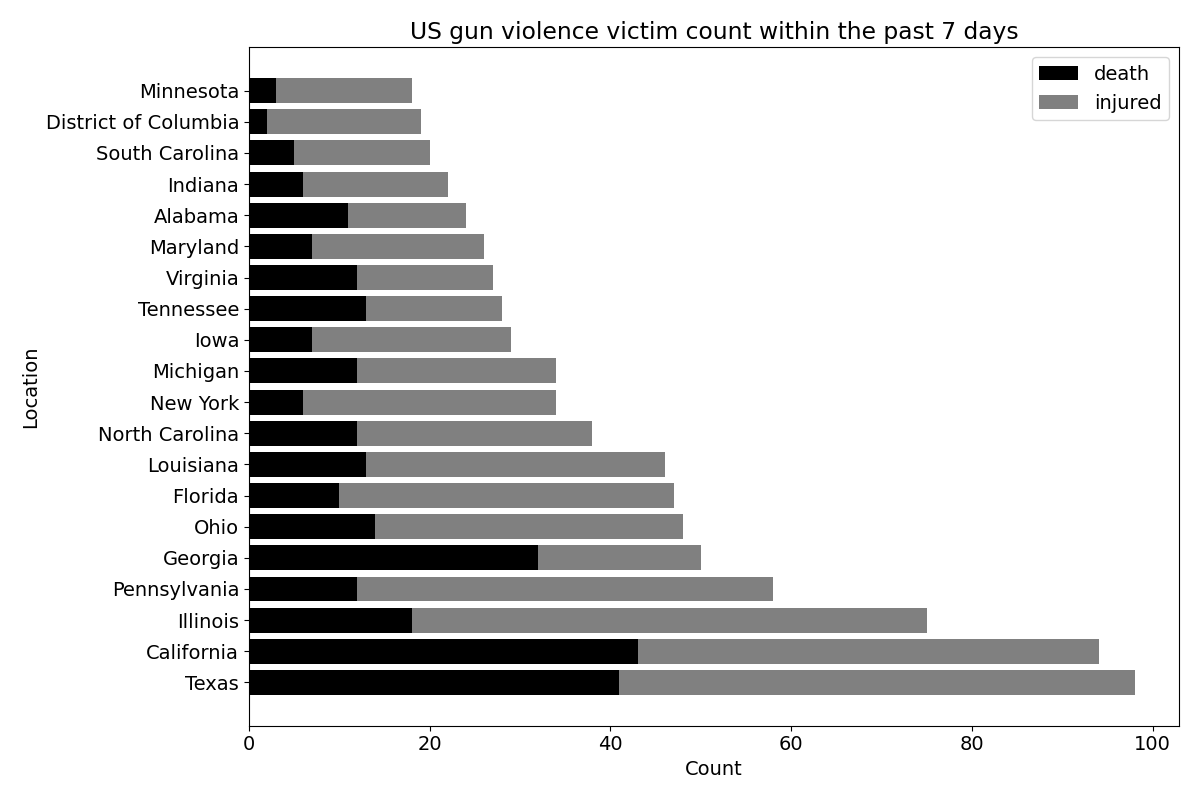 US gun violence victim count within the past 7 days
death
injured
Minnesota
District of Columbia
South Carolina
Indiana
Alabama
Maryland
Virginia
Tennessee
Iowa
Michigan
New York
North Carolina
Louisiana
Florida
Ohio
Georgia
Pennsylvania
Illinois
California
Texas
Location
0 20 40 60 80 100
Count